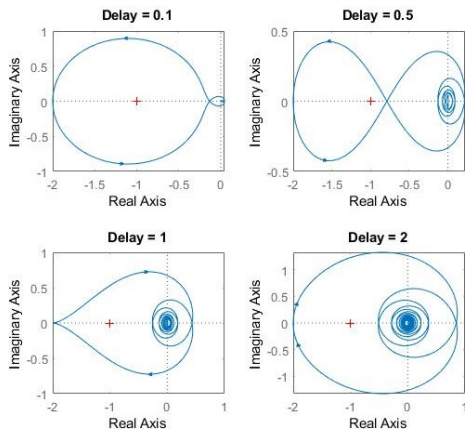 Delay = 0.1
Imaginary Axis
1
0.5
0
-0.5
-1
-2 -1.5 -1 -0.5 0
Real Axis
Delay = 0.5
Imaginary Axis
0.5
0
-0.5
-2 -1.5 -1 -0.5 0
Real Axis
Delay = 1
Imaginary Axis
1
0.5
0
-0.5
-1
-2 -1 0 1
Real Axis
Delay = 2
Imaginary Axis
1
0.5
0
-0.5
-1
-2 -1 0 1
Real Axis